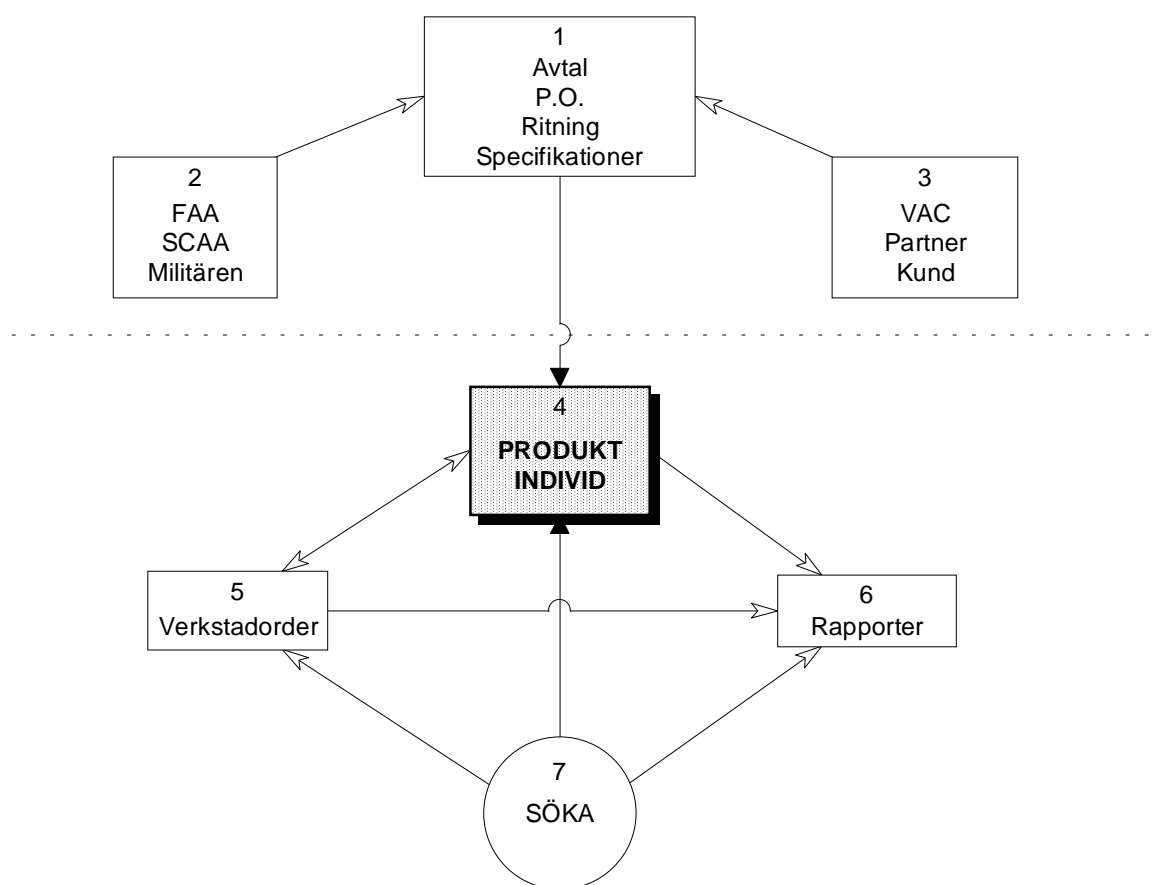 1
Avtal
P.O.
Ritning
Specifikationer
2
FAA
SCAA
Militären
3
VAC
Partner
Kund
4
PRODUKT
INDIVID
5
Verkstadorder
6
Rapporter
7
SÖKA